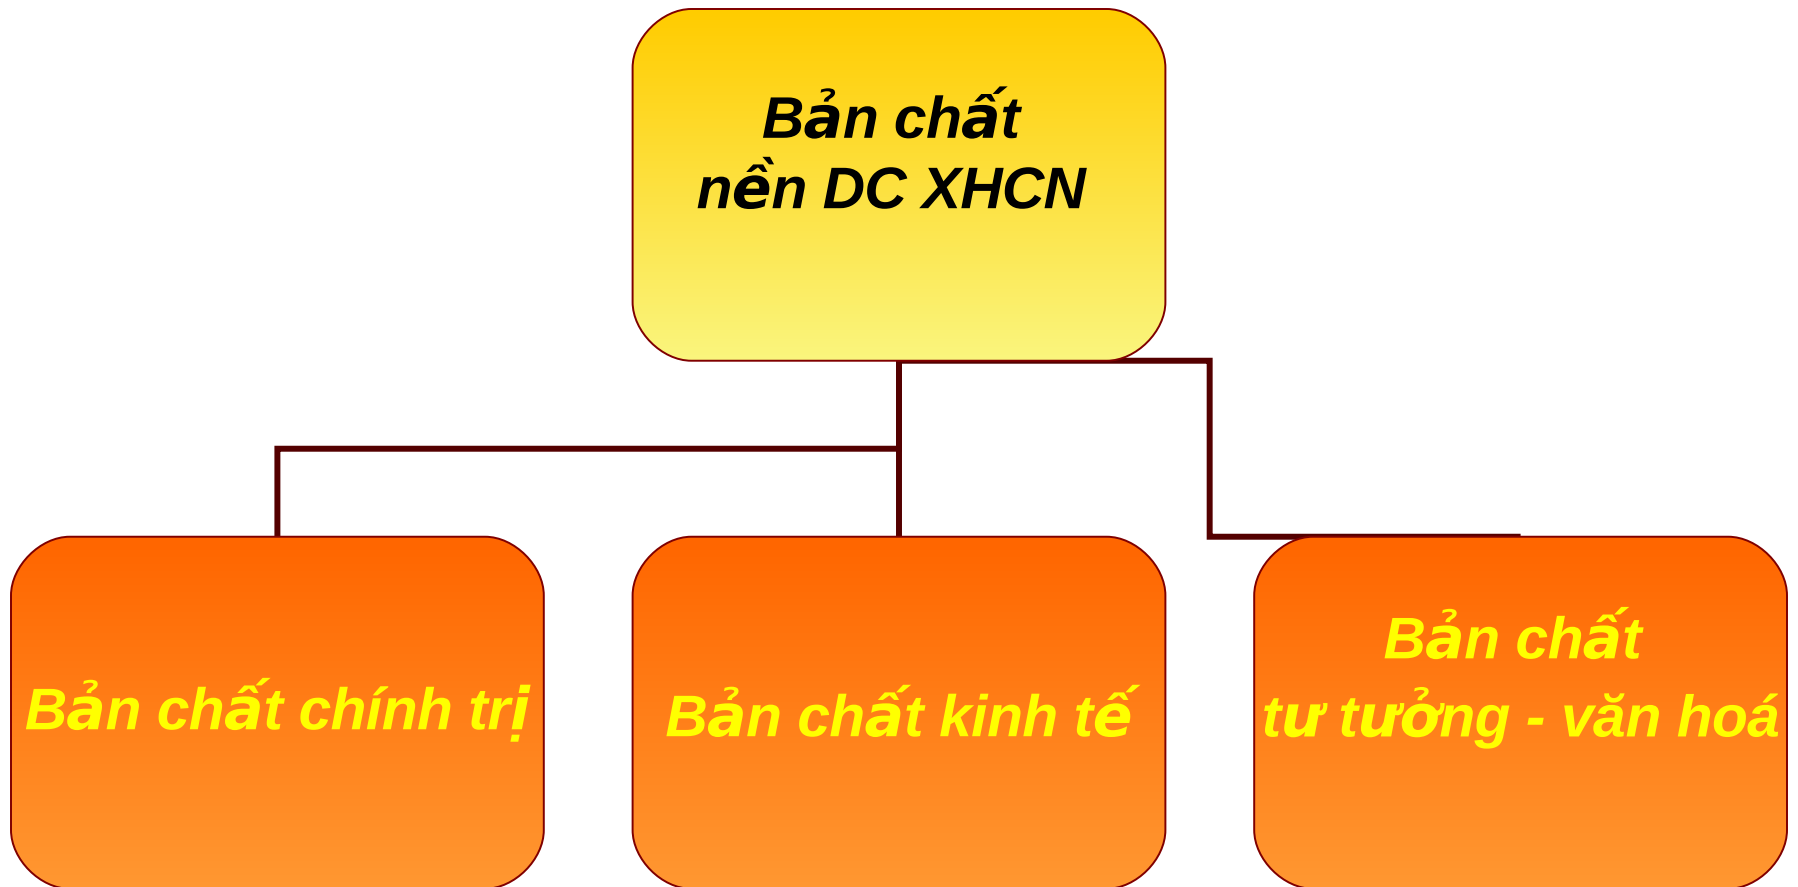 Bản chất
nền DC XHCN
Bản chất chính trị
Bản chất kinh tế
Bản chất
tư tưởng - văn hoá